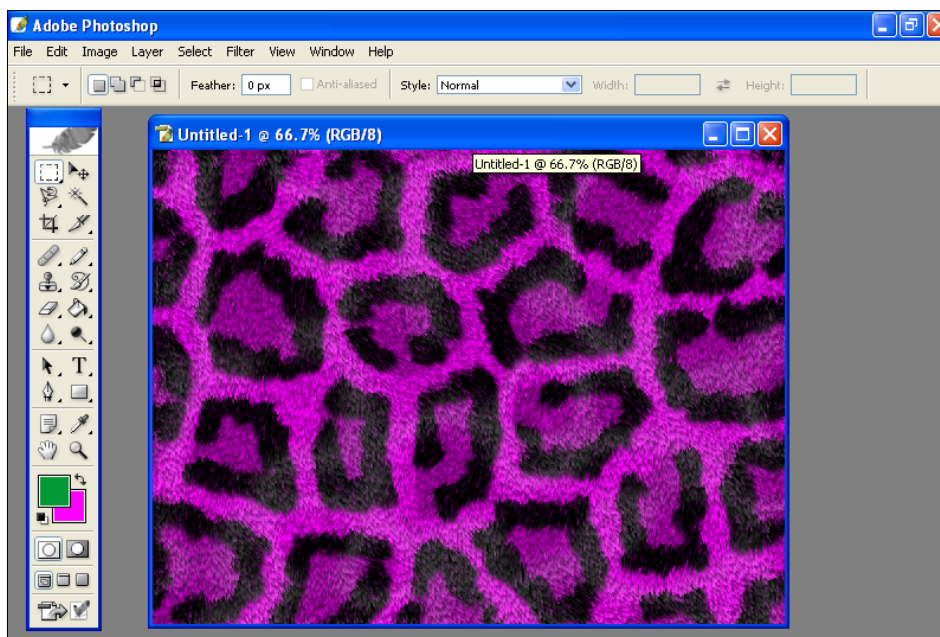 Adobe Photoshop
File Edit Image Layer Select Filter View Window Help
Feather: 0 px Anti-aliased Style: Normal Width: Height:
Untitled-1 @ 66.7% (RGB/8)
Untitled-1 @ 66.7% (RGB/8)
T